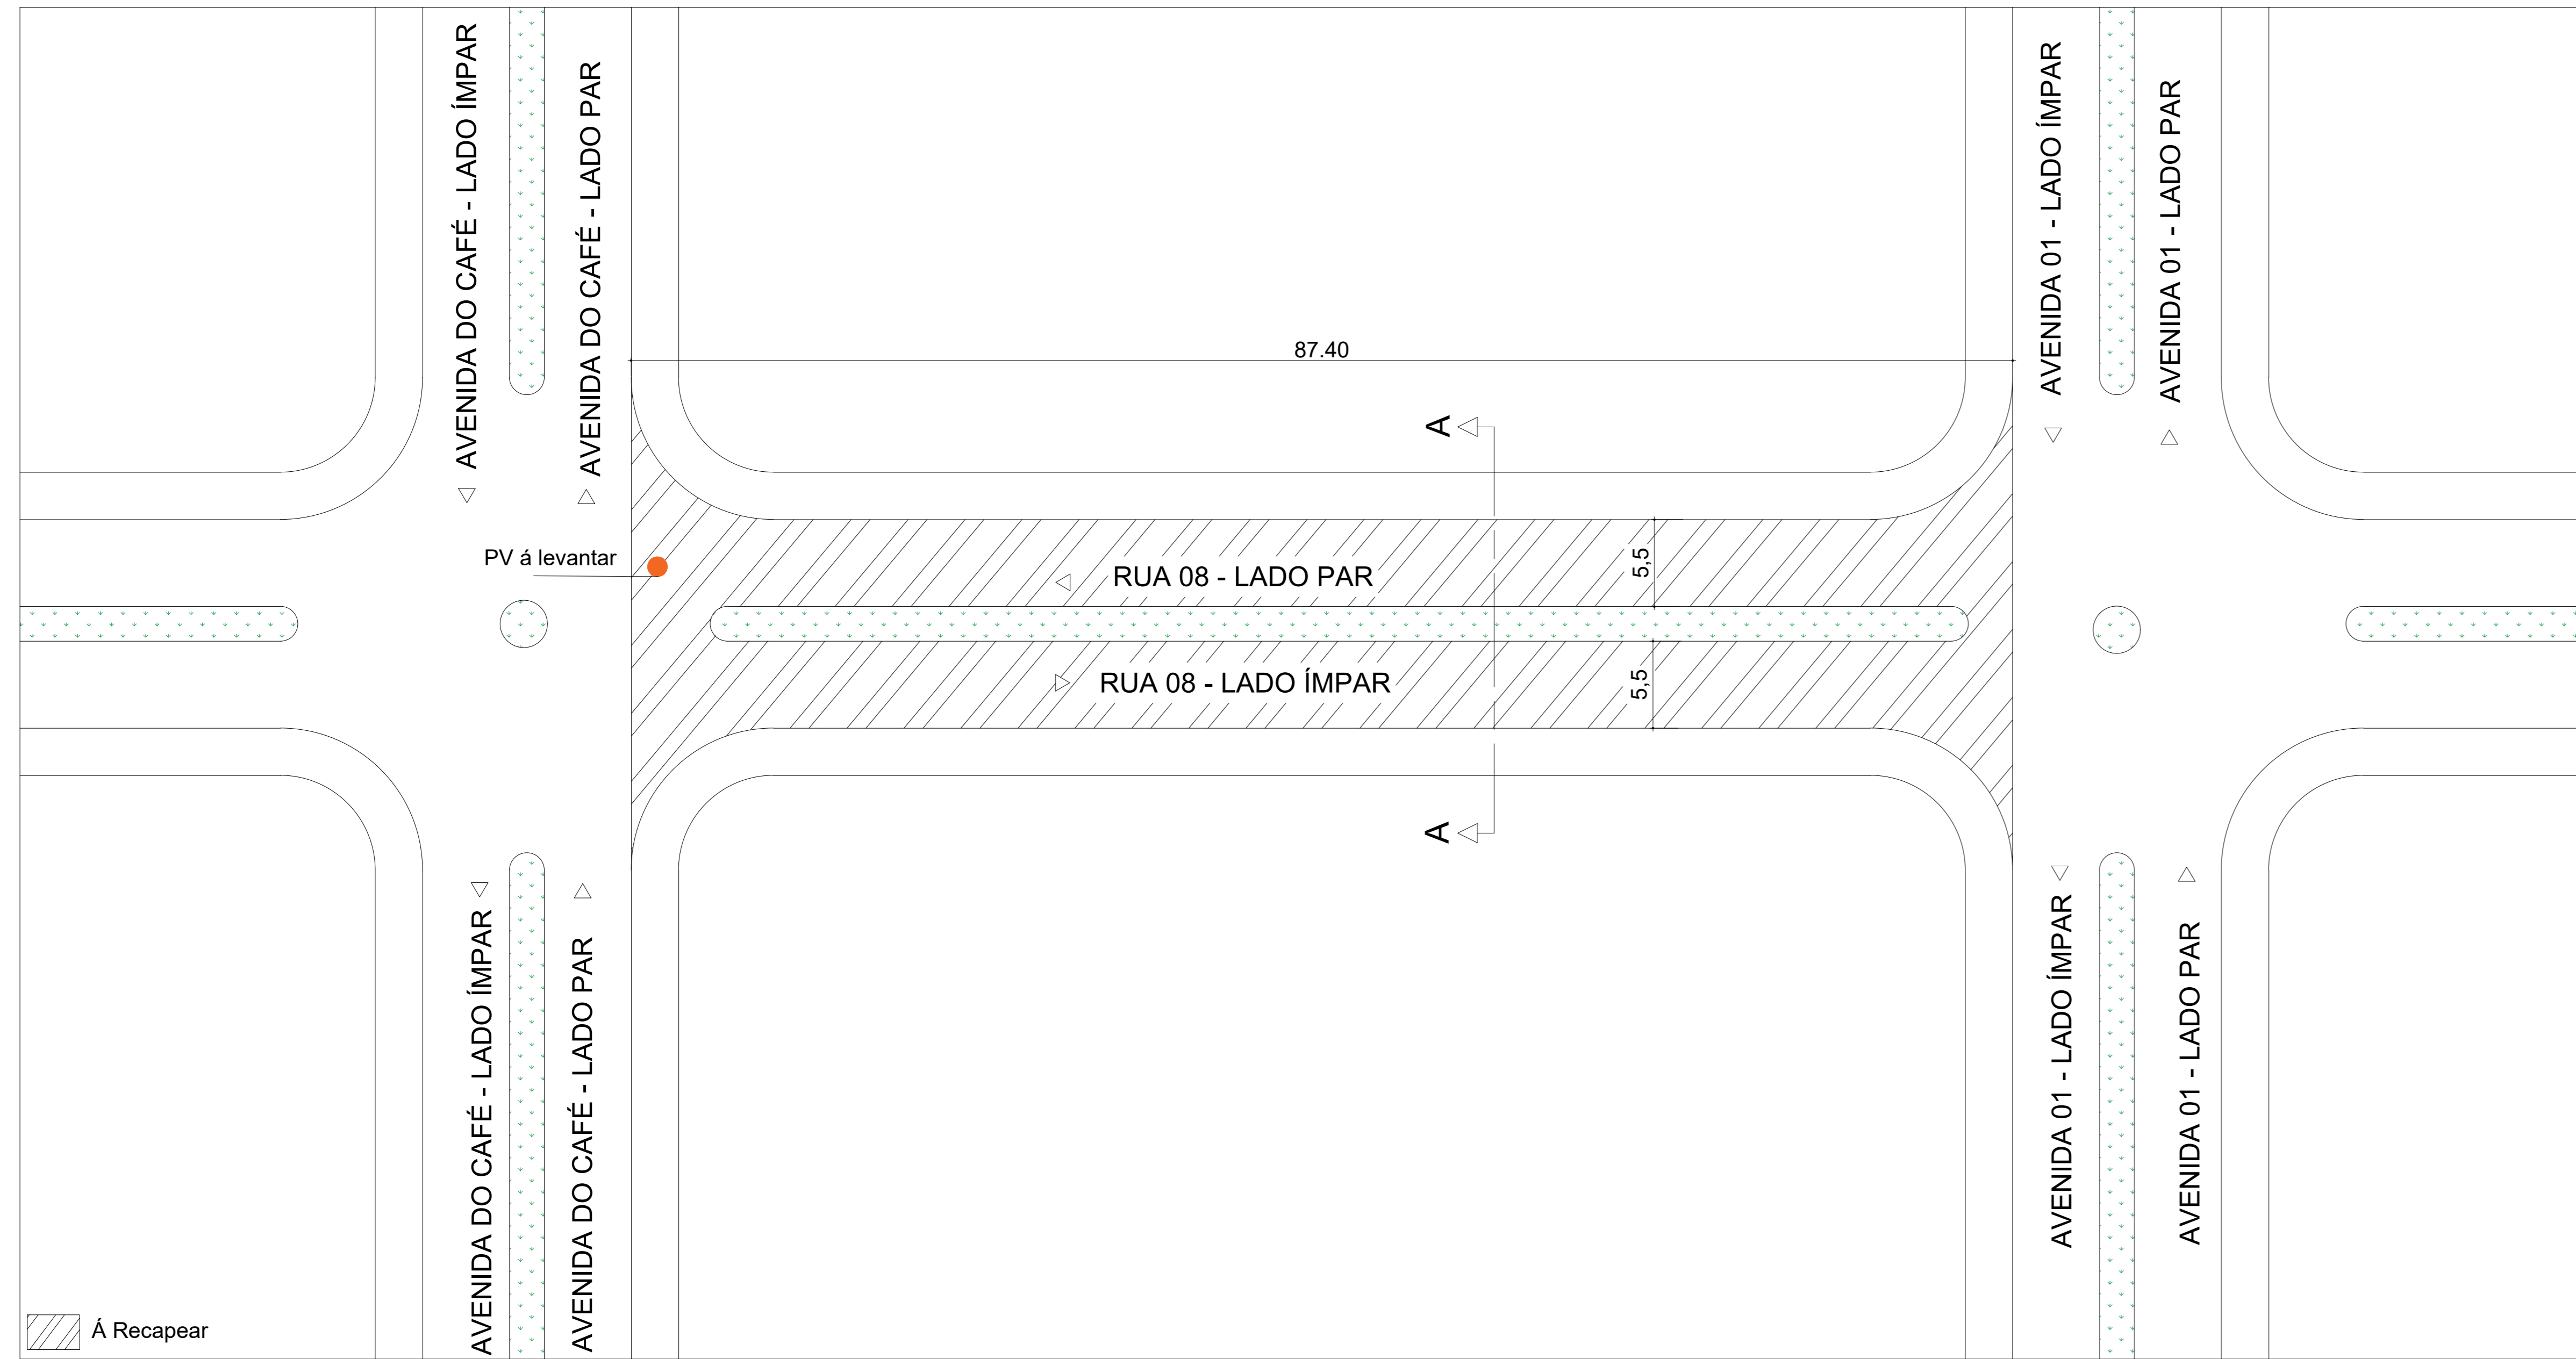 AVENIDA DO CAFÉ - LADO ÍMPAR
AVENIDA DO CAFÉ - LADO PAR
AVENIDA 01 - LADO ÍMPAR
AVENIDA 01 - LADO PAR
87.40
A
PV á levantar
RUA 08 - LADO PAR
5,5
RUA 08 - LADO ÍMPAR
5,5
A
AVENIDA DO CAFÉ - LADO ÍMPAR
AVENIDA DO CAFÉ - LADO PAR
AVENIDA 01 - LADO ÍMPAR
AVENIDA 01 - LADO PAR
Á Recapear